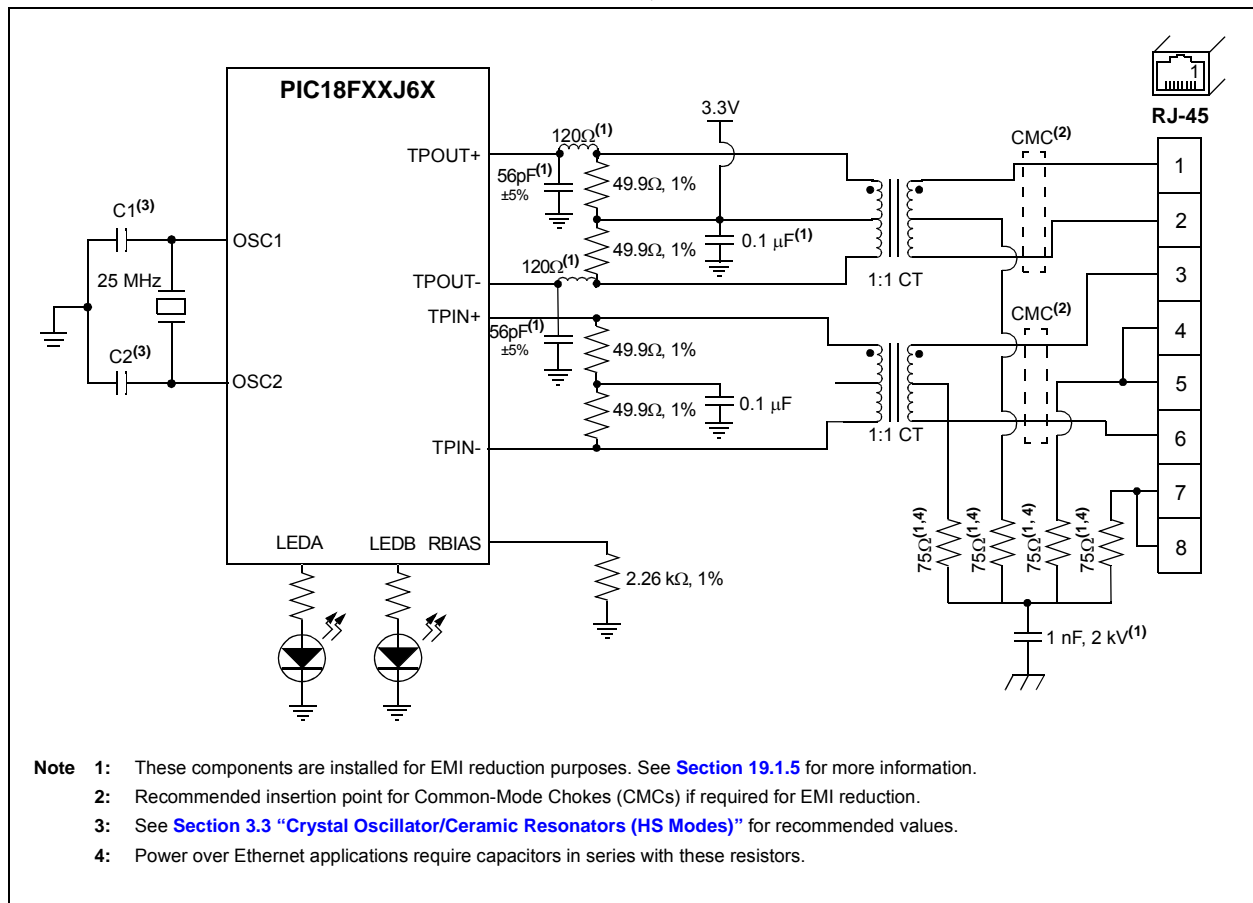 PIC18FXXJ6X
1
RJ-45
3.3V
CMC(2)
120Ω(1)
TPOUT+
1
56pF(1)
±5%
49.9Ω, 1%
C1(3)
2
OSC1
49.9Ω, 1%
0.1 μF(1)
120Ω(1)
3
25 MHz
TPOUT-
1:1 CT
TPIN+
56pF(1)
±5%
CMC(2)
4
49.9Ω, 1%
C2(3)
OSC2
5
49.9Ω, 1%
0.1 μF
TPIN-
1:1 CT
6
7
75Ω(1,4)
75Ω(1,4)
75Ω(1, 4)
75Ω(1,4)
8
LEDA
LEDB
RBIAS
2.26 kΩ, 1%
1 nF, 2 kV(1)
Note 1: These components are installed for EMI reduction purposes. See Section 19.1.5 for more information.
2: Recommended insertion point for Common-Mode Chokes (CMCs) if required for EMI reduction.
3: See Section 3.3 “Crystal Oscillator/Ceramic Resonators (HS Modes)” for recommended values.
4: Power over Ethernet applications require capacitors in series with these resistors.